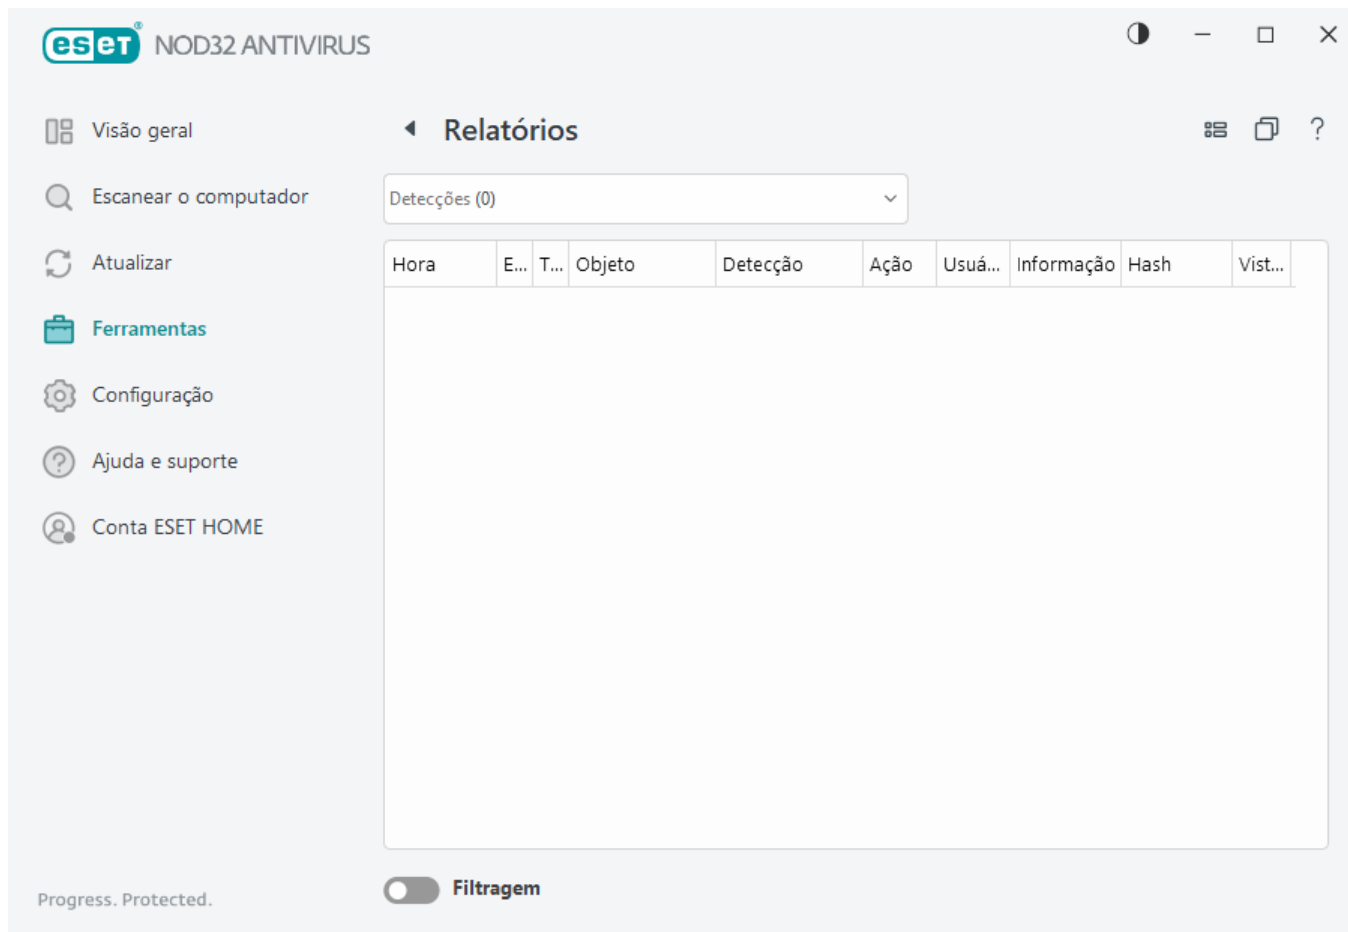 eseT® NOD32 ANTIVIRUS
Visão geral
Escanear o computador
Atualizar
Ferramentas
Configuração
Ajuda e suporte
Conta ESET HOME
Progress. Protected.
Relatórios
?
Detecções (0)
Hora E... T... Objeto Detecção Ação Usuá... Informação Hash Vist...
Filtragem